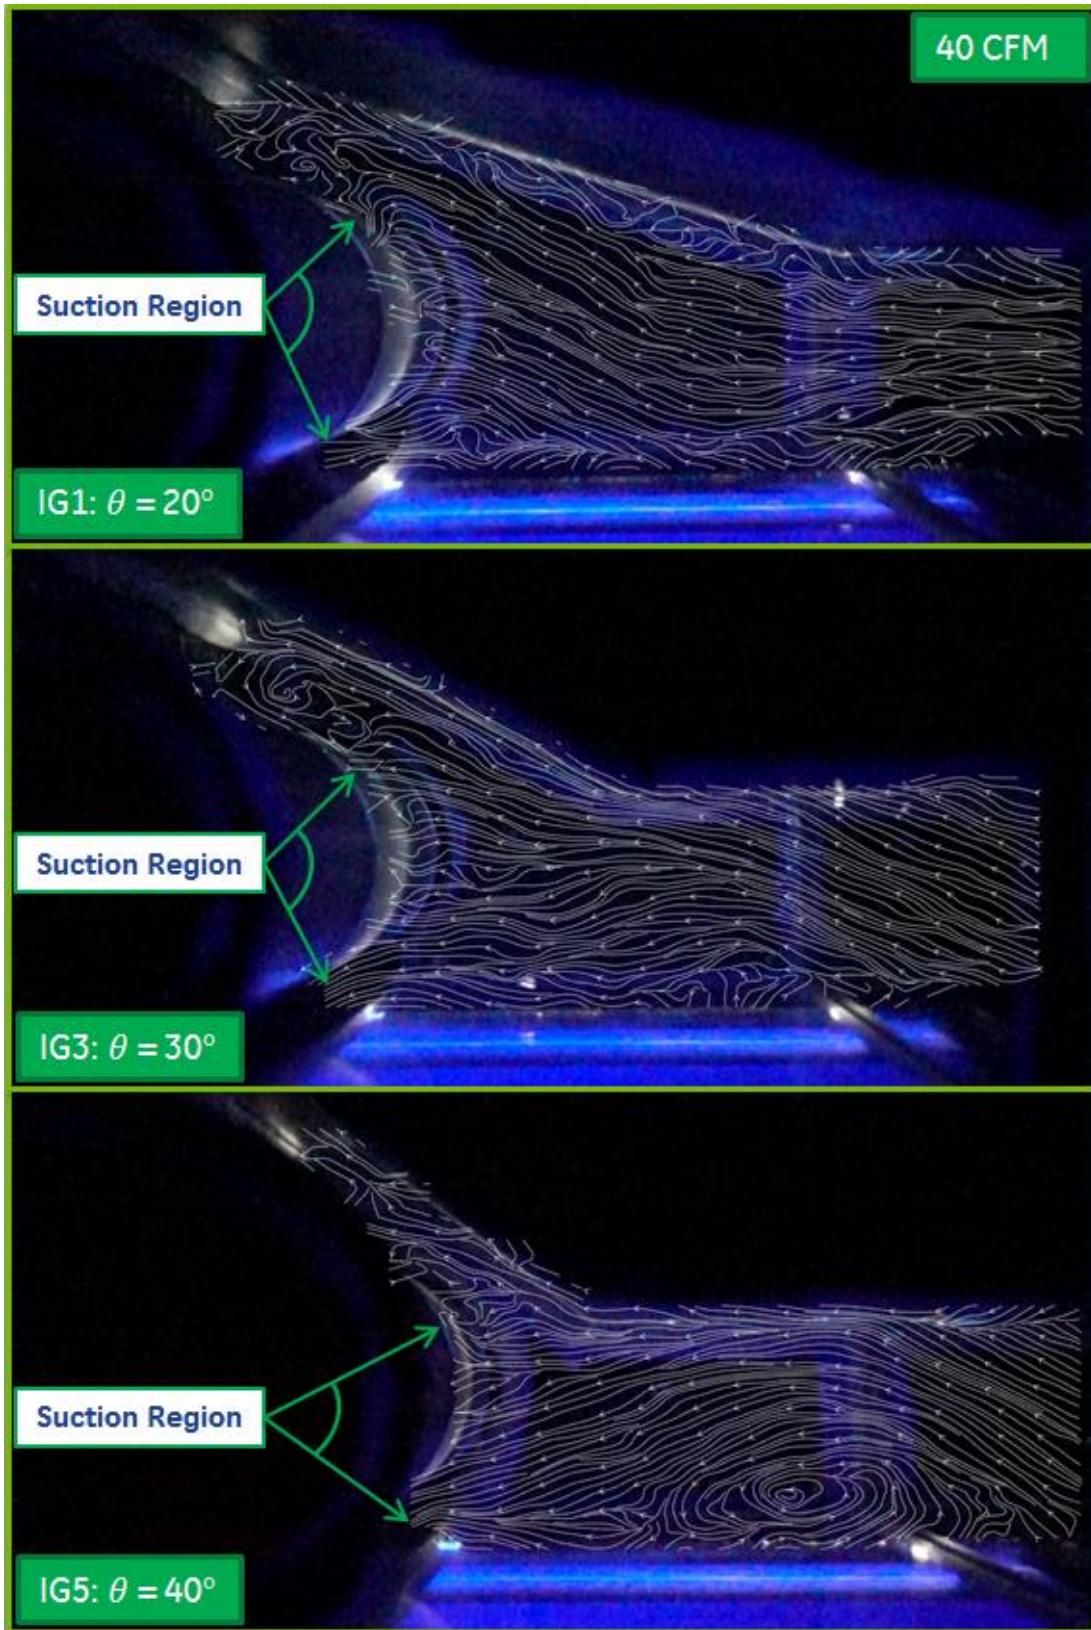 40 CFM
Suction Region
IG1: θ = 20°
Suction Region
IG3: θ = 30°
Suction Region
IG5: θ = 40°